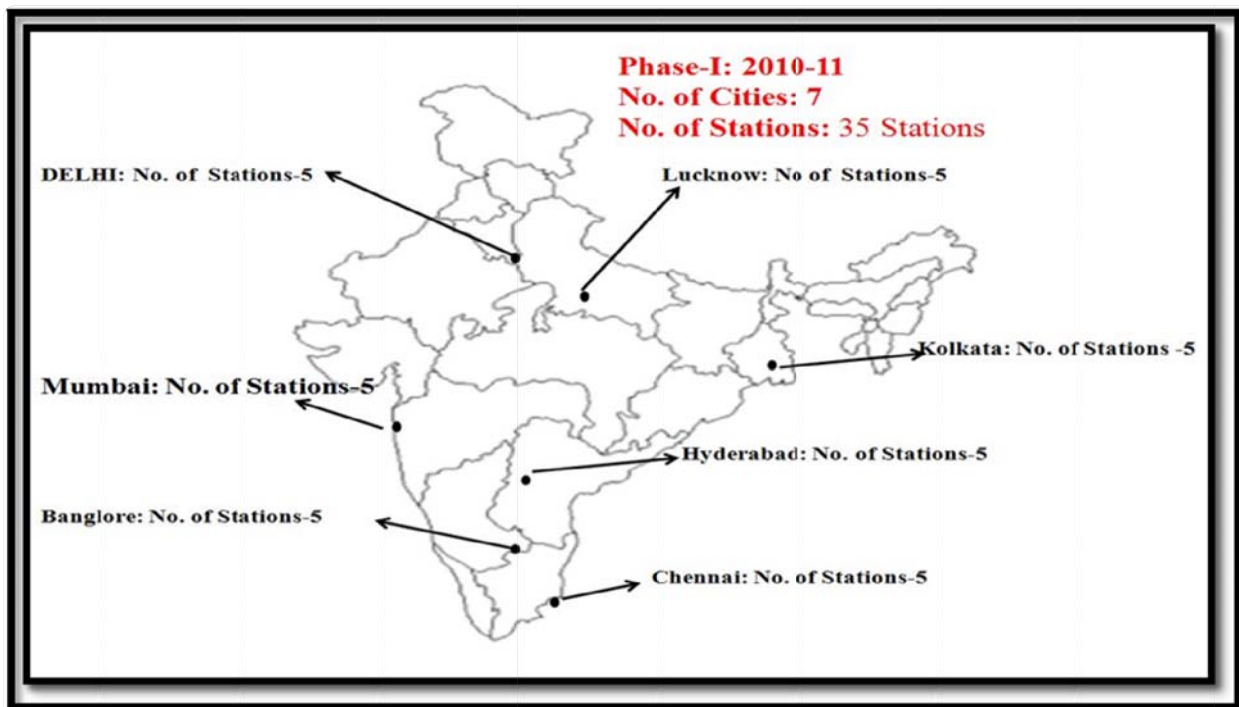 Phase-I: 2010-11
No. of Cities: 7
No. of Stations: 35 Stations
DELHI: No. of Stations-5
Lucknow: No of Stations-5
Kolkata: No. of Stations -5
Mumbai: No. of Stations-5
Hyderabad: No. of Stations-5
Banglore: No. of Stations-5
Chennai: No. of Stations-5